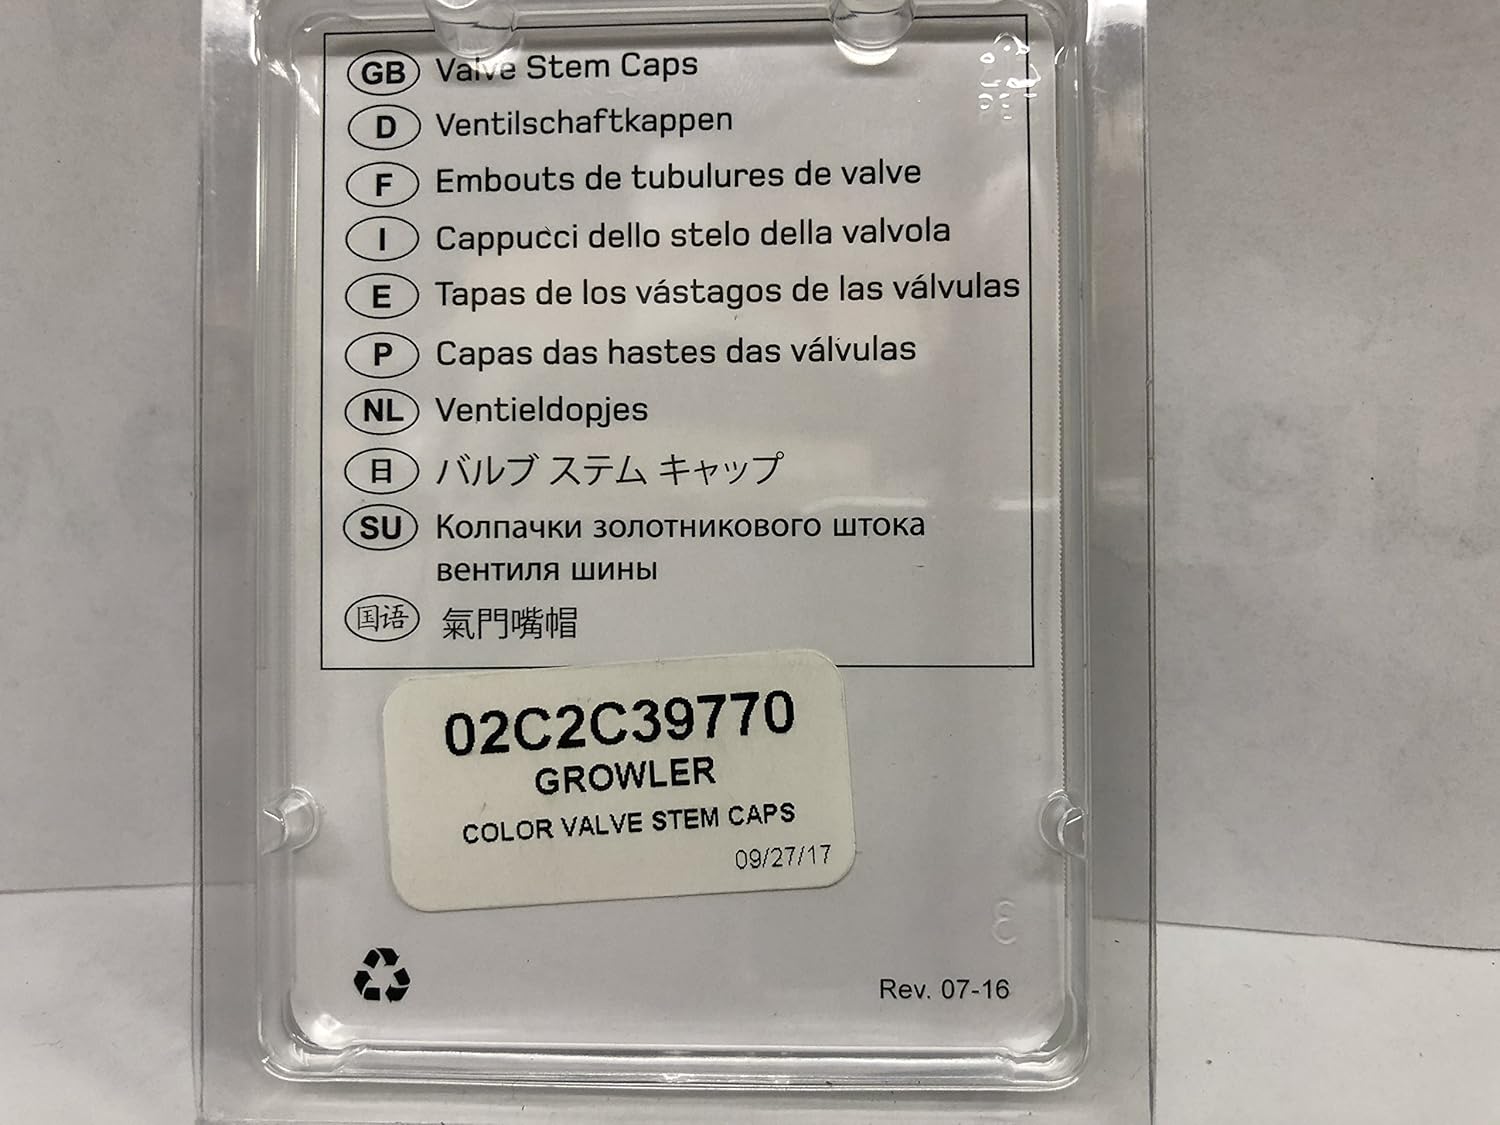 GB Valve Stem Caps
D Ventilschaftkappen
F Embouts de tubulures de valve
I Cappucci dello stelo della valvola
E Tapas de los vástagos de las válvulas
P Capas das hastes das válvulas
NL Ventieldopjes
日 バルブ ステム キャップ
SU Колпачки золотникового штока
вентиля шины
国语 氣門嘴帽
02C2C39770
GROWLER
COLOR VALVE STEM CAPS
09/27/17
3
Rev. 07-16